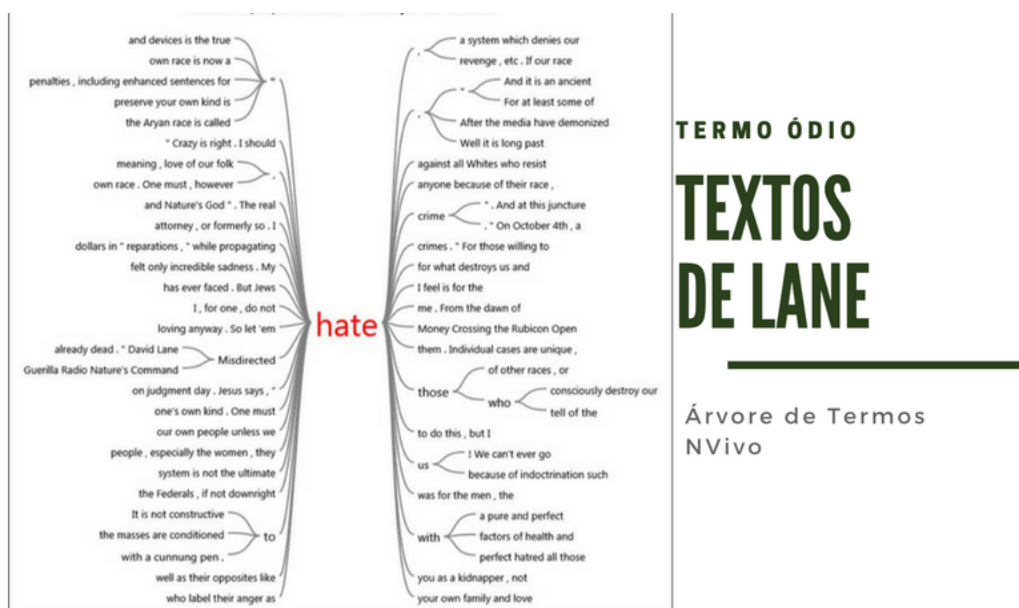 and devices is the true
own race is now a
penalties , including enhanced sentences for
preserve your own kind is
the Aryan race is called
"
" Crazy is right . I should
meaning , love of our folk
own race . One must , however
,
and Nature's God " . The real
attorney , or formerly so . I
dollars in " reparations , " while propagating
felt only incredible sadness . My
has ever faced . But Jews
I , for one , do not
loving anyway . So let 'em
already dead . " David Lane
Guerilla Radio Nature's Command
Misdirected
on judgment day . Jesus says , "
one's own kind . One must
our own people unless we
people , especially the women , they
system is not the ultimate
the Federals , if not downright
It is not constructive
the masses are conditioned
with a cunnung pen .
to
well as their opposites like
who label their anger as
hate
,
a system which denies our
revenge , etc . If our race
.
"
And it is an ancient
For at least some of
After the media have demonized
Well it is long past
against all Whites who resist
anyone because of their race ,
crime
" . And at this juncture
. " On October 4th , a
crimes . " For those willing to
for what destroys us and
I feel is for the
me . From the dawn of
Money Crossing the Rubicon Open
them . Individual cases are unique ,
those
of other races , or
who
consciously destroy our
tell of the
to do this , but I
us
! We can't ever go
because of indoctrination such
was for the men , the
with
a pure and perfect
factors of health and
perfect hatred all those
you as a kidnapper , not
your own family and love
TERMO ÓDIO
TEXTOS
DE LANE
Árvore de Termos
NVivo